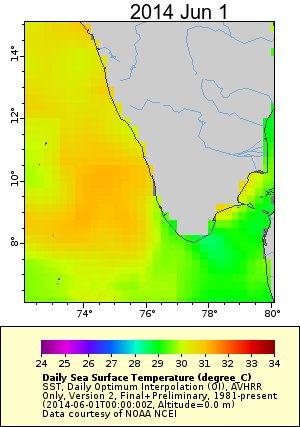 2014 Jun 1
14°
12°
10°
8°
74° 76° 78° 80°
24 25 26 27 28 29 30 31 32 33 34
Daily Sea Surface Temperature (degree_C)
SST, Daily Optimum Interpolation (OI), AVHRR
Only, Version 2, Final+Preliminary, 1981-present
(2014-06-01T00:00:00Z, Altitude=0.0 m)
Data courtesy of NOAA NCEI